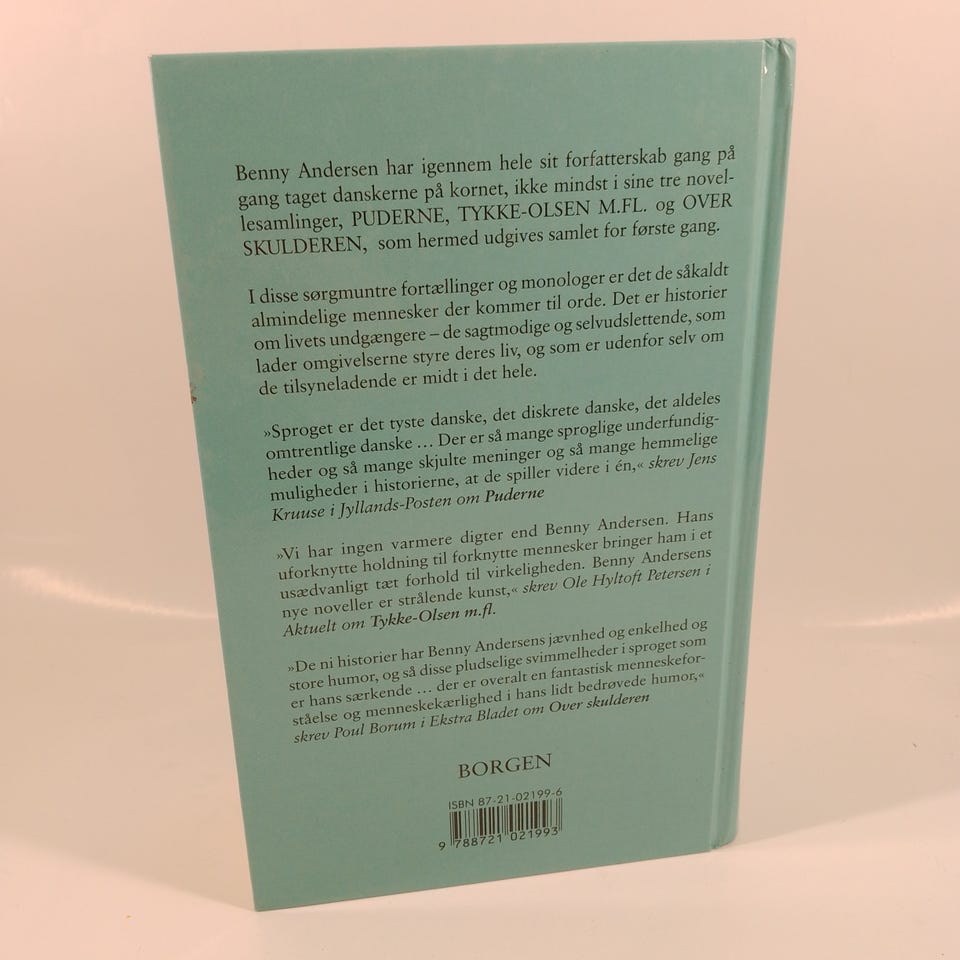 Benny Andersen har igennem hele sit forfatterskab gang på
gang taget danskerne på kornet, ikke mindst i sine tre novel-
lesamlinger, PUDERNE, TYKKE-OLSEN M.FL. og OVER
SKULDEREN, som hermed udgives samlet for første gang.
I disse sørgmuntre fortællinger og monologer er det de såkaldt
almindelige mennesker der kommer til orde. Det er historier
om livets undgængere – de sagtmodige og selvudslettende, som
lader omgivelserne styre deres liv, og som er udenfor selv om
de tilsyneladende er midt i det hele.
»Sproget er det tyste danske, det diskrete danske, det aldeles
omtrentlige danske ... Der er så mange sproglige underfundig-
heder og så mange skjulte meninger og så mange hemmelige
muligheder i historierne, at de spiller videre i én,« skrev Jens
Kruuse i Jyllands-Posten om Puderne
»Vi har ingen varmere digter end Benny Andersen. Hans
uforknytte holdning til forknytte mennesker bringer ham i et
usædvanligt tæt forhold til virkeligheden. Benny Andersens
nye noveller er strålende kunst,« skrev Ole Hyltoft Petersen i
Aktuelt om Tykke-Olsen m.fl.
»De ni historier har Benny Andersens jævnhed og enkelhed og
store humor, og så disse pludselige svimmelheder i sproget som
er hans særkende ... der er overalt en fantastisk menneskefor-
ståelse og menneskekærlighed i hans lidt bedrøvede humor,«
skrev Poul Borum i Ekstra Bladet om Over skulderen
BORGEN
ISBN 87-21-02199-6
9 788721 021993